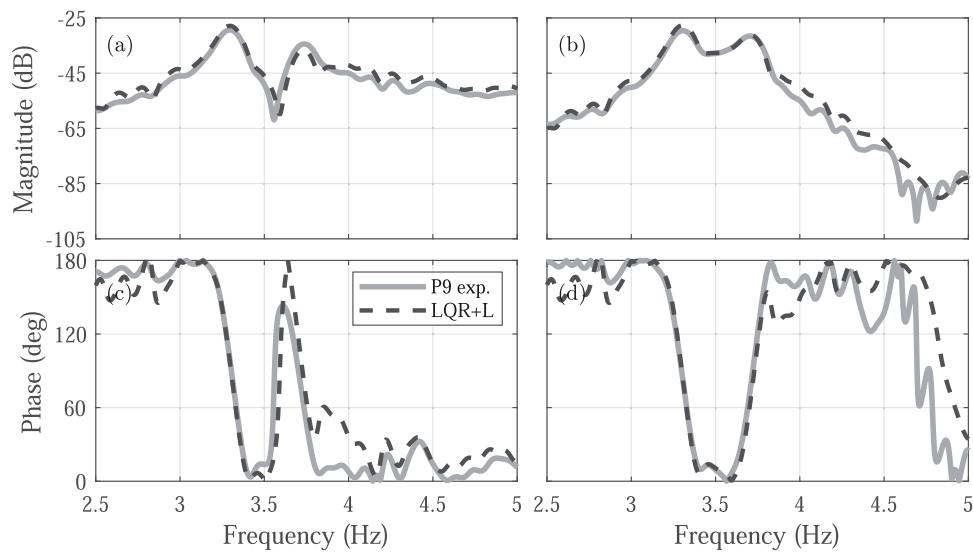 -25
-45
-65
-85
-105
Magnitude (dB)
(a)
(b)
180
120
60
0
Phase (deg)
(c)
P9 exp.
LQR+L
(d)
2.5 3 3.5 4 4.5 5
2.5 3 3.5 4 4.5 5
Frequency (Hz)
Frequency (Hz)